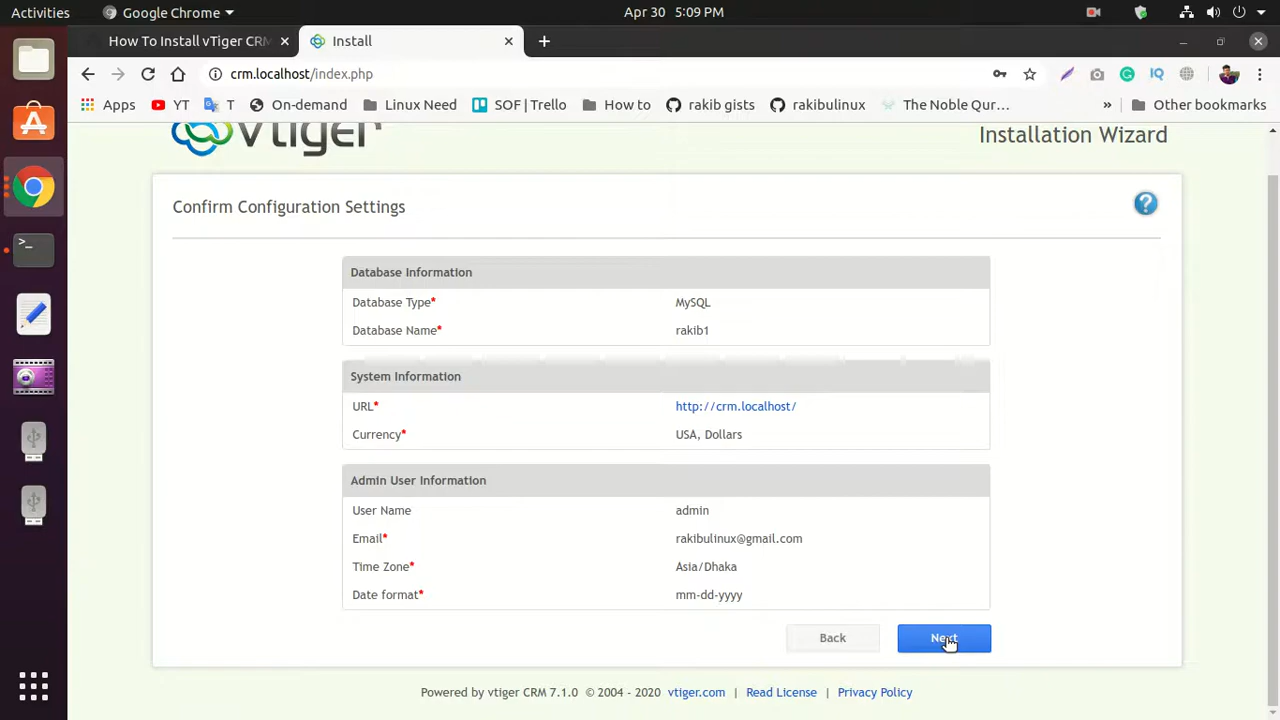 Activities Google Chrome Apr 30 5:09 PM
How To Install vTiger CRM Install
crm.localhost/index.php
Apps YT T On-demand Linux Need SOF | Trello How to rakib gists rakibulinux The Noble Qur... » Other bookmarks
vtiger Installation Wizard
Confirm Configuration Settings ?
Database Information
Database Type* MySQL
Database Name* rakib1
System Information
URL* http://crm.localhost/
Currency* USA, Dollars
Admin User Information
User Name admin
Email* rakibulinux@gmail.com
Time Zone* Asia/Dhaka
Date format* mm-dd-yyyy
Back Next
Powered by vtiger CRM 7.1.0 © 2004 - 2020 vtiger.com | Read License | Privacy Policy